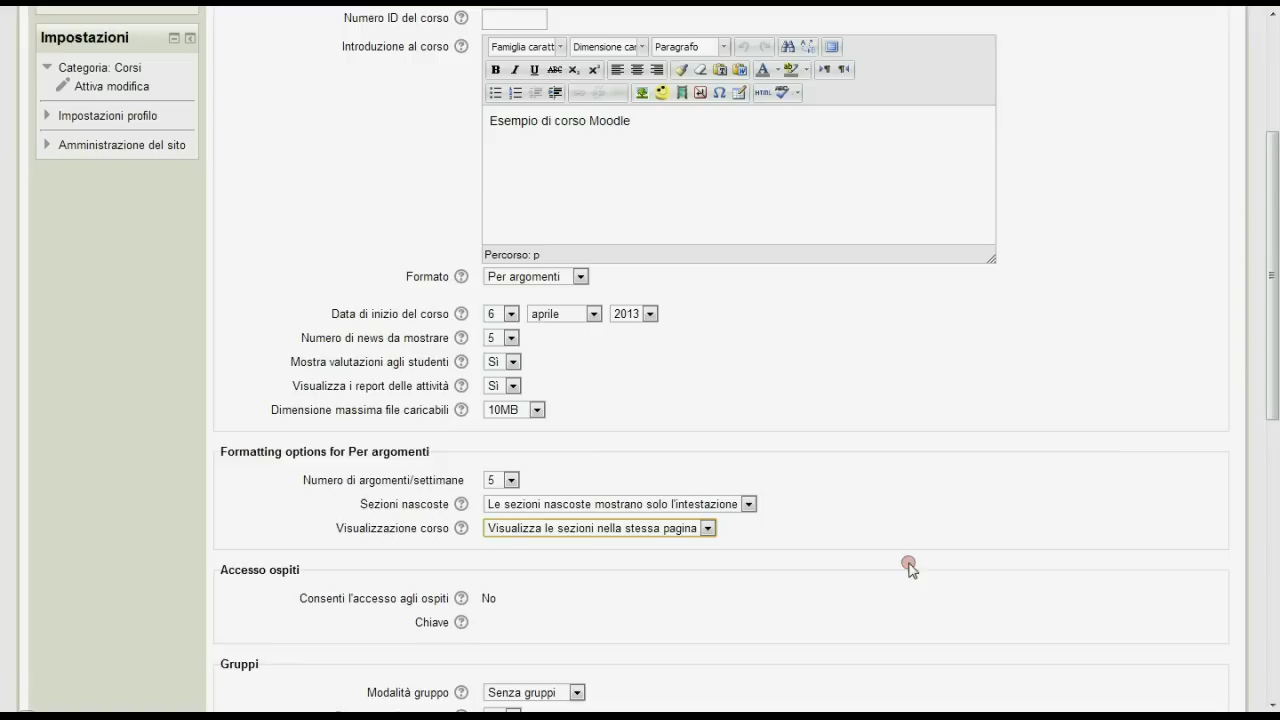 Impostazioni
Categoria: Corsi
Attiva modifica
Impostazioni profilo
Amministrazione del sito
Numero ID del corso
Introduzione al corso
Famiglia caratt Dimensione car Paragrafo
B I U ABC x₂ x²
Ω HTML
Esempio di corso Moodle
Percorso: p
Formato Per argomenti
Data di inizio del corso 6 aprile 2013
Numero di news da mostrare 5
Mostra valutazioni agli studenti Sì
Visualizza i report delle attività Sì
Dimensione massima file caricabili 10MB
Formatting options for Per argomenti
Numero di argomenti/settimane 5
Sezioni nascoste Le sezioni nascoste mostrano solo l'intestazione
Visualizzazione corso Visualizza le sezioni nella stessa pagina
Accesso ospiti
Consenti l'accesso agli ospiti No
Chiave
Gruppi
Modalità gruppo Senza gruppi